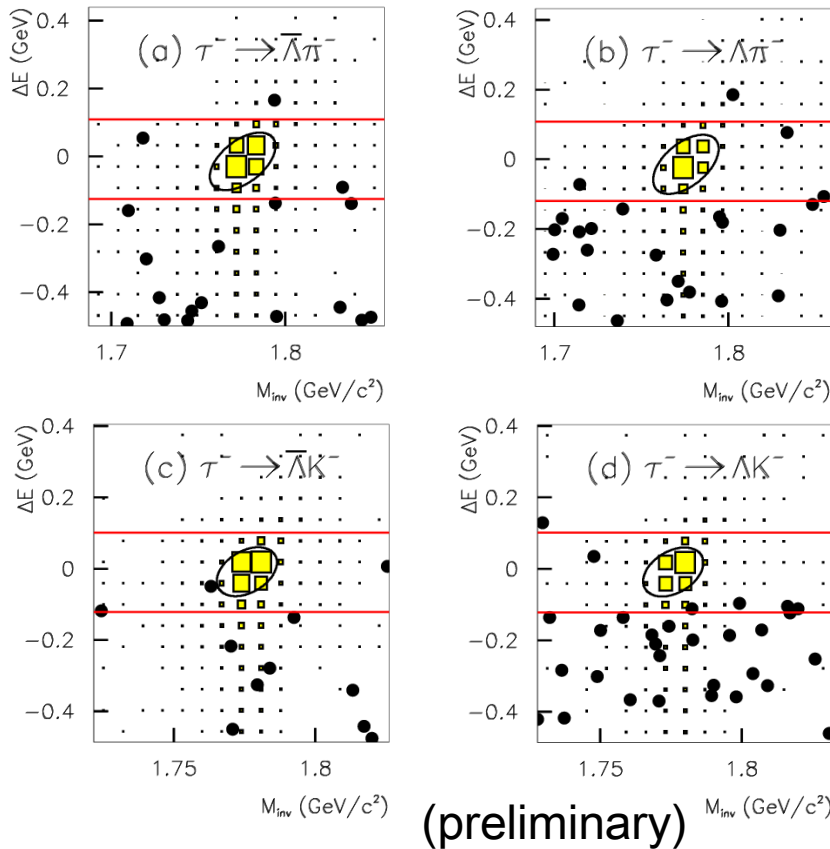 (a) τ⁻ → Λ̅π⁻
ΔE (GeV)
0.4
0.2
0
−0.2
−0.4
1.7
1.8
M_inv (GeV/c²)
(b) τ⁻ → Λπ⁻
ΔE (GeV)
0.4
0.2
0
−0.2
−0.4
1.7
1.8
M_inv (GeV/c²)
(c) τ⁻ → Λ̅K⁻
ΔE (GeV)
0.4
0.2
0
−0.2
−0.4
1.75
1.8
M_inv (GeV/c²)
(d) τ⁻ → ΛK⁻
ΔE (GeV)
0.4
0.2
0
−0.2
−0.4
1.75
1.8
M_inv (GeV/c²)
(preliminary)